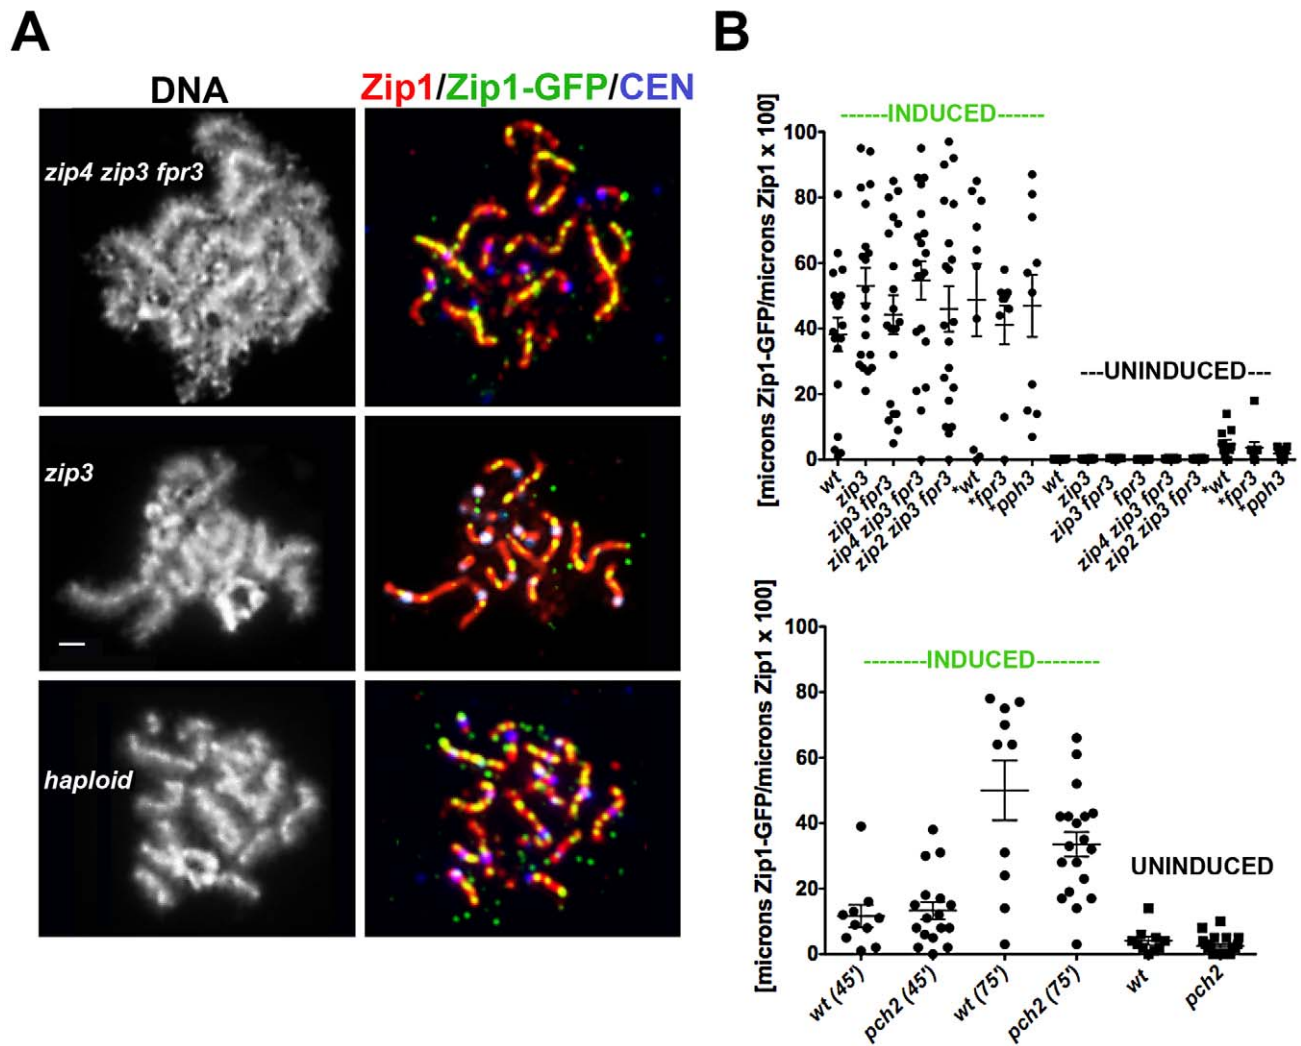 A
DNA
Zip1/Zip1-GFP/CEN
zip4 zip3 fpr3
zip3
haploid
B
[microns Zip1-GFP/microns Zip1 x 100]
------INDUCED------
---UNINDUCED---
100
80
60
40
20
0
wt
zip3
zip3 fpr3
zip4 zip3 fpr3
zip2 zip3 fpr3
*wt
*fpr3
*pph3
wt
zip3
zip3 fpr3
fpr3
zip4 zip3 fpr3
zip2 zip3 fpr3
*wt
*fpr3
*pph3
[microns Zip1-GFP/microns Zip1 x 100]
--------INDUCED--------
UNINDUCED
100
80
60
40
20
0
wt (45')
pch2 (45')
wt (75')
pch2 (75')
wt
pch2